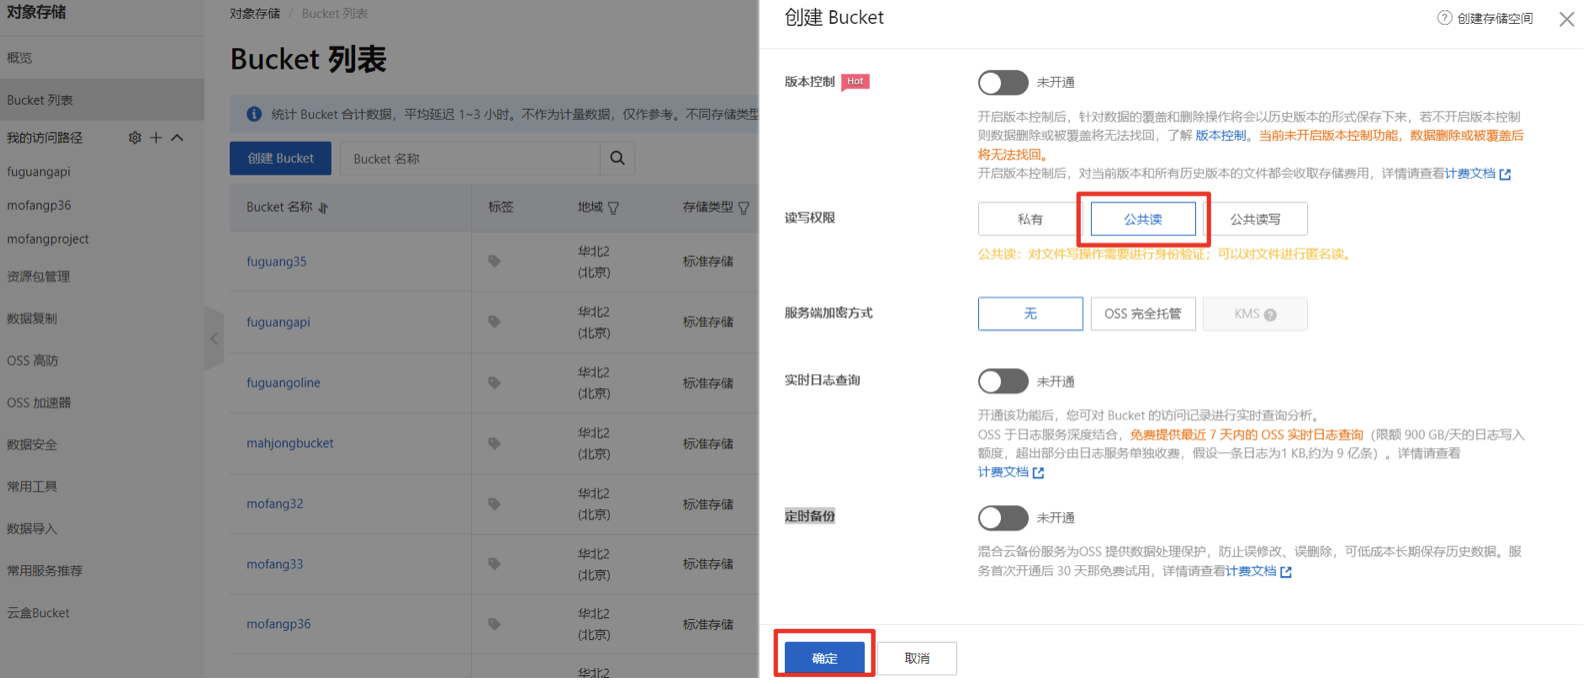 对象存储
概览
Bucket 列表
我的访问路径
fuguangapi
mofangp36
mofangproject
资源包管理
数据复制
OSS 高防
OSS 加速器
数据安全
常用工具
数据导入
常用服务推荐
云盒Bucket
对象存储 / Bucket 列表
Bucket 列表
统计 Bucket 合计数据，平均延迟 1~3 小时。不作为计量数据，仅作参考。不同存储类型
创建 Bucket
Bucket 名称
Bucket 名称 标签 地域 存储类型
fuguang35 华北2 (北京) 标准存储
fuguangapi 华北2 (北京) 标准存储
fuguangoline 华北2 (北京) 标准存储
mahjongbucket 华北2 (北京) 标准存储
mofang32 华北2 (北京) 标准存储
mofang33 华北2 (北京) 标准存储
mofangp36 华北2 (北京) 标准存储
华北2
创建 Bucket
创建存储空间
版本控制 Hot 未开通
开启版本控制后，针对数据的覆盖和删除操作将会以历史版本的形式保存下来，若不开启版本控制
则数据删除或被覆盖将无法找回，了解 版本控制。当前未开启版本控制功能，数据删除或被覆盖后
将无法找回。
开启版本控制后，对当前版本和所有历史版本的文件都会收取存储费用，详情请查看计费文档
读写权限 私有 公共读 公共读写
公共读：对文件写操作需要进行身份验证；可以对文件进行匿名读。
服务端加密方式 无 OSS 完全托管 KMS
实时日志查询 未开通
开通该功能后，您可对 Bucket 的访问记录进行实时查询分析。
OSS 于日志服务深度结合，免费提供最近 7 天内的 OSS 实时日志查询（限额 900 GB/天的日志写入
额度，超出部分由日志服务单独收费，假设一条日志为1 KB,约为 9 亿条）。详情请查看
计费文档
定时备份 未开通
混合云备份服务为OSS 提供数据处理保护，防止误修改、误删除，可低成本长期保存历史数据。服
务首次开通后 30 天那免费试用，详情请查看计费文档
确定 取消